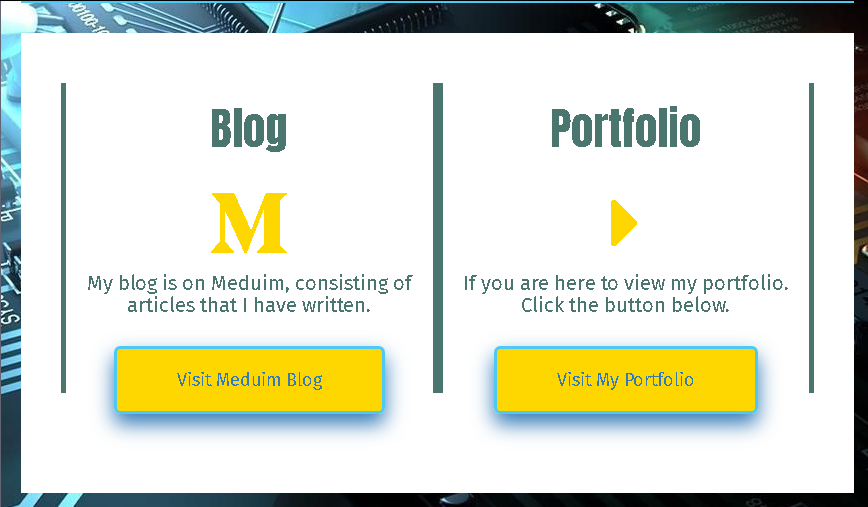 Blog
M
My blog is on Meduim, consisting of
articles that I have written.
Visit Meduim Blog
Portfolio
If you are here to view my portfolio.
Click the button below.
Visit My Portfolio
SYS